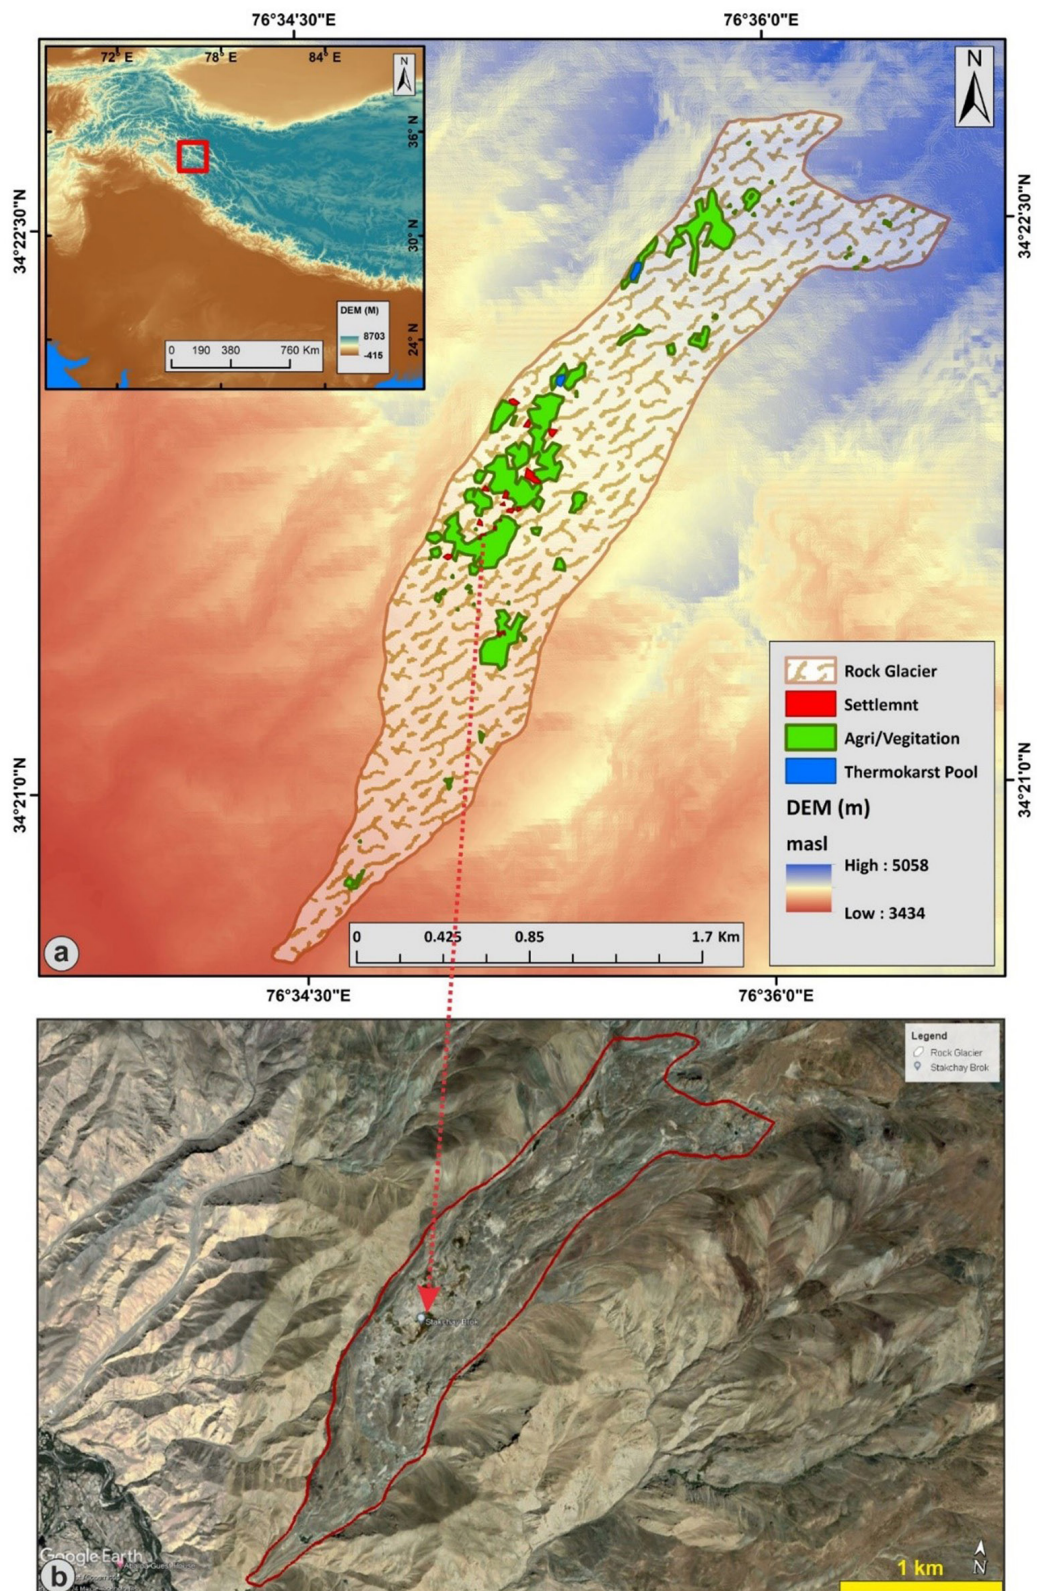 76°34'30"E
76°36'0"E
72° E
78° E
84° E
N
N
36° N
30° N
24° N
34°22'30"N
34°22'30"N
DEM (M)
8703
-415
0 190 380 760 Km
Rock Glacier
Settlemnt
Agri/Vegitation
Thermokarst Pool
DEM (m)
masl
High : 5058
Low : 3434
34°21'0"N
34°21'0"N
0 0.425 0.85 1.7 Km
a
76°34'30"E
76°36'0"E
Legend
Rock Glacier
Stakchay Brok
Stakchay Brok
Google Earth
b
1 km
N